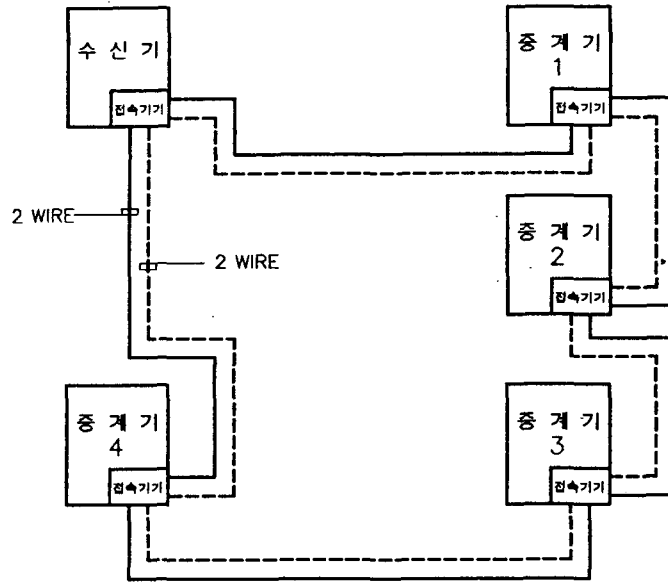 수 신 기
접속기기
중 계 기
1
접속기기
2 WIRE
2 WIRE
중 계 기
2
접속기기
중 계 기
4
접속기기
중 계 기
3
접속기기